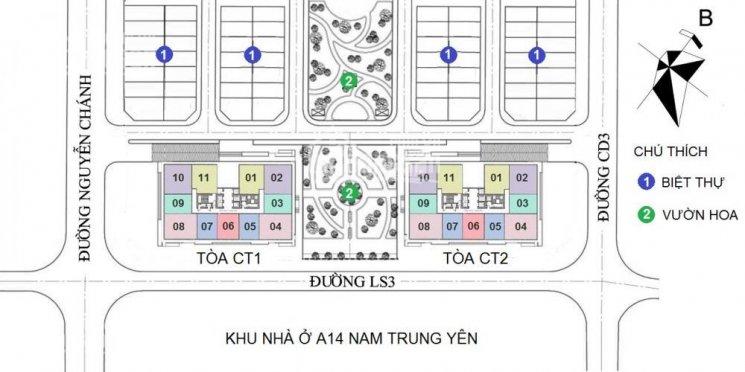 B
1
1
1
1
2
CHÚ THÍCH
1 BIỆT THỰ
2 VƯỜN HOA
ĐƯỜNG NGUYỄN CHÁNH
ĐƯỜNG CD3
10 11 01 02
09 03
08 07 06 05 04
TÒA CT1
2
10 11 01 02
09 03
08 07 06 05 04
TÒA CT2
ĐƯỜNG LS3
KHU NHÀ Ở A14 NAM TRUNG YÊN